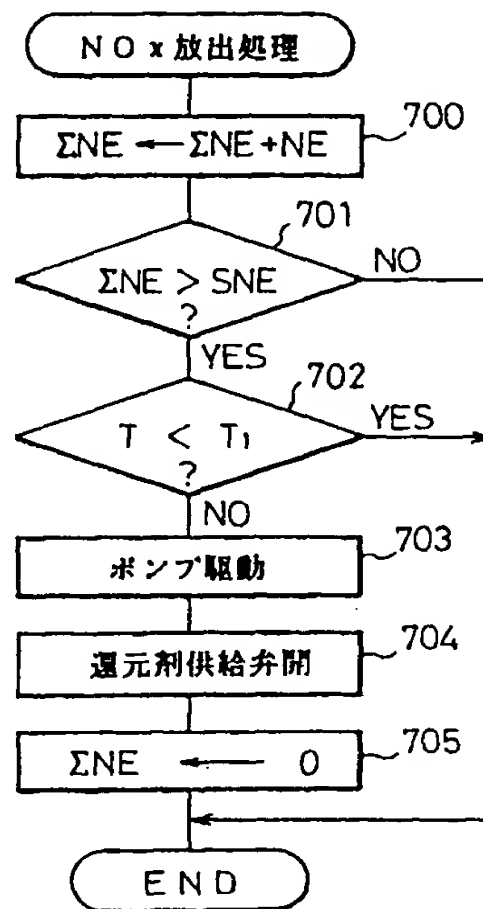 NOx放出処理
700
ΣNE ← ΣNE+NE
701
ΣNE > SNE
?
NO
YES
702
T < T₁
?
YES
NO
703
ポンプ駆動
704
還元剤供給弁開
705
ΣNE ← 0
END